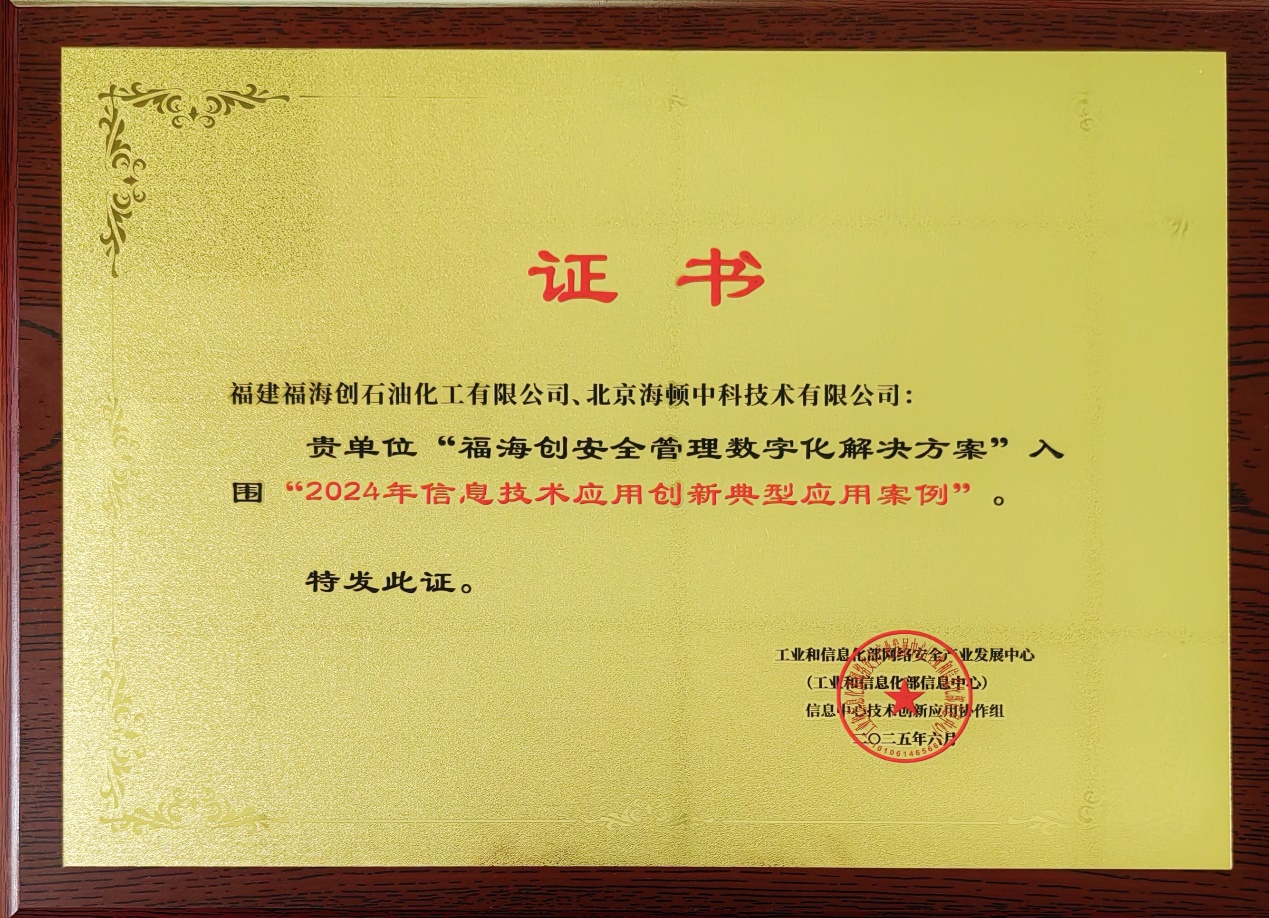 证 书
福建福海创石油化工有限公司、北京海顿中科技术有限公司：
贵单位“福海创安全管理数字化解决方案”入
围“2024年信息技术应用创新典型应用案例”。
特发此证。
工业和信息化部网络安全产业发展中心
（工业和信息化部信息中心）
信息中心技术创新应用协作组
二〇二五年六月